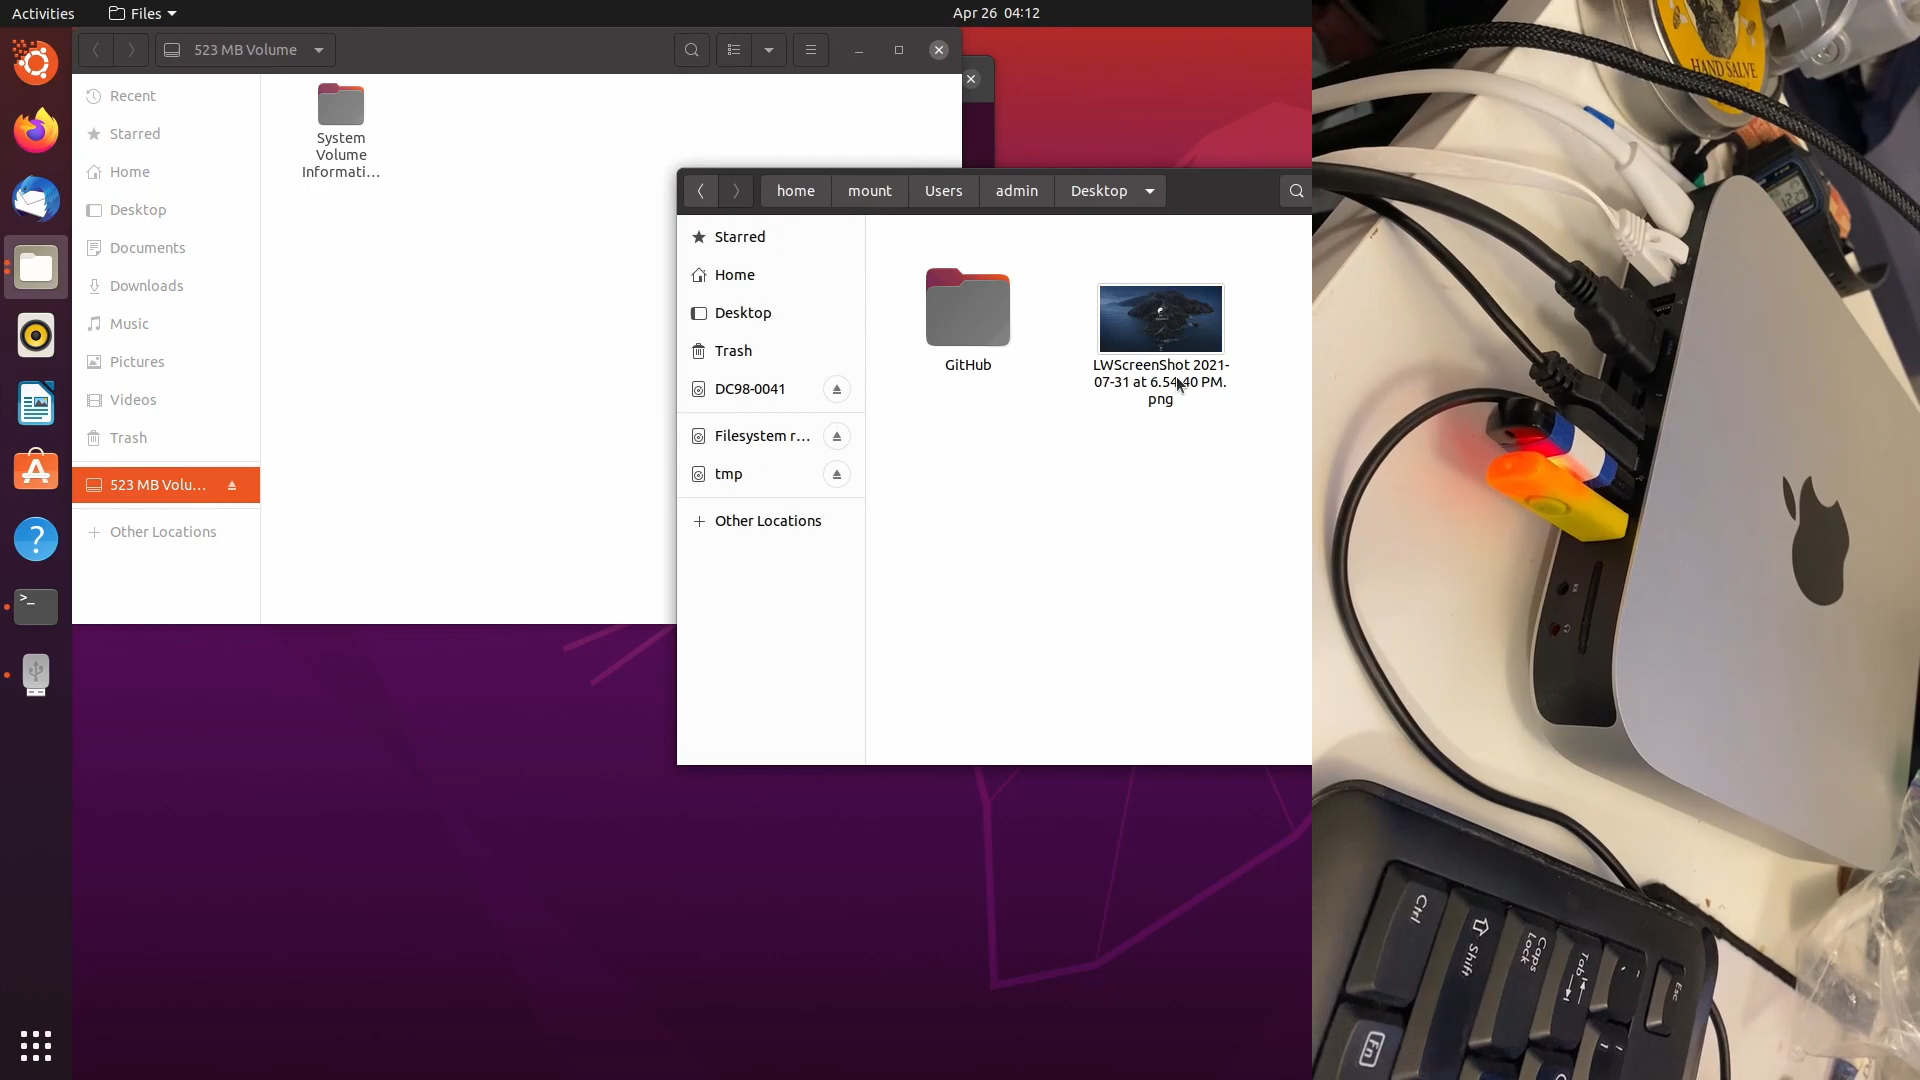 Activities
Files
Apr 26 04:12
523 MB Volume
Recent
Starred
Home
Desktop
Documents
Downloads
Music
Pictures
Videos
Trash
523 MB Volu...
Other Locations
System
Volume
Informati...
home
mount
Users
admin
Desktop
Starred
Home
Desktop
Trash
DC98-0041
Filesystem r...
tmp
Other Locations
GitHub
LWScreenShot 2021-
07-31 at 6.54.40 PM.
png
HAND SALVE
Ctrl
Shift
Caps
Lock
Tab
Esc
Fn